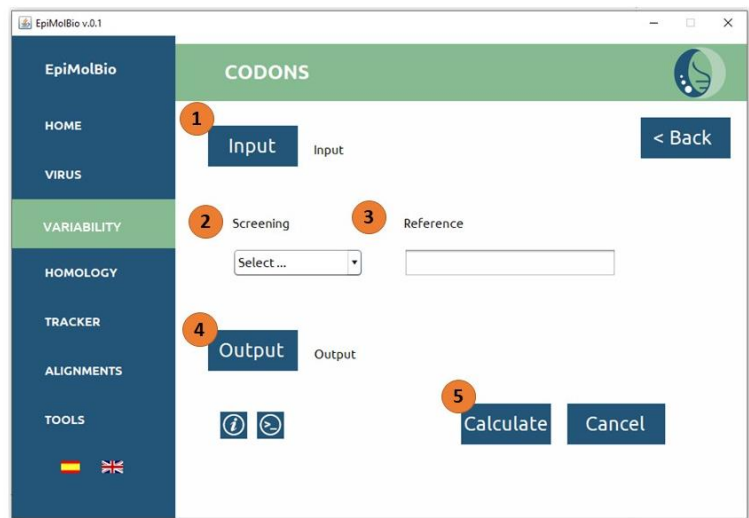 EpiMolBio v.0.1
EpiMolBio
HOME
VIRUS
VARIABILITY
HOMOLOGY
TRACKER
ALIGNMENTS
TOOLS
CODONS
< Back
1
Input Input
2 Screening
3 Reference
Select ...
4
Output Output
5
Calculate Cancel